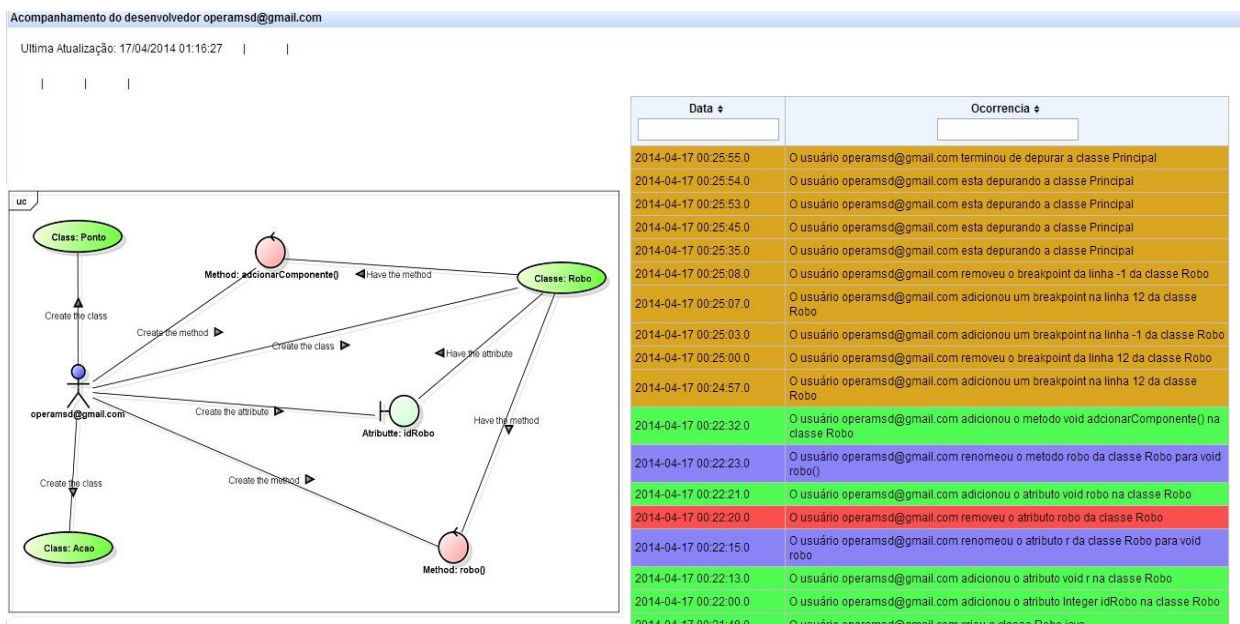 Acompanhamento do desenvolvedor operamsd@gmail.com
Ultima Atualização: 17/04/2014 01:16:27 | |
| | |
uc
Class: Ponto
Method: adcionarComponente()
Have the method
Classe: Robo
Create the class
Create the method
Create the class
Have the attribute
operamsd@gmail.com
Create the attribute
Atributte: idRobo
Have the method
Create the class
Create the method
Class: Acao
Method: robo()
Data Ocorrencia
2014-04-17 00:25:55.0 O usuário operamsd@gmail.com terminou de depurar a classe Principal
2014-04-17 00:25:54.0 O usuário operamsd@gmail.com esta depurando a classe Principal
2014-04-17 00:25:53.0 O usuário operamsd@gmail.com esta depurando a classe Principal
2014-04-17 00:25:45.0 O usuário operamsd@gmail.com esta depurando a classe Principal
2014-04-17 00:25:35.0 O usuário operamsd@gmail.com esta depurando a classe Principal
2014-04-17 00:25:08.0 O usuário operamsd@gmail.com removeu o breakpoint da linha -1 da classe Robo
2014-04-17 00:25:07.0 O usuário operamsd@gmail.com adicionou um breakpoint na linha 12 da classe
Robo
2014-04-17 00:25:03.0 O usuário operamsd@gmail.com adicionou um breakpoint na linha -1 da classe Robo
2014-04-17 00:25:00.0 O usuário operamsd@gmail.com removeu o breakpoint da linha 12 da classe Robo
2014-04-17 00:24:57.0 O usuário operamsd@gmail.com adicionou um breakpoint na linha 12 da classe
Robo
2014-04-17 00:22:32.0 O usuário operamsd@gmail.com adicionou o metodo void adcionarComponente() na
classe Robo
2014-04-17 00:22:23.0 O usuário operamsd@gmail.com renomeou o metodo robo da classe Robo para void
robo()
2014-04-17 00:22:21.0 O usuário operamsd@gmail.com adicionou o atributo void robo na classe Robo
2014-04-17 00:22:20.0 O usuário operamsd@gmail.com removeu o atributo robo da classe Robo
2014-04-17 00:22:15.0 O usuário operamsd@gmail.com renomeou o atributo r da classe Robo para void
robo
2014-04-17 00:22:13.0 O usuário operamsd@gmail.com adicionou o atributo void r na classe Robo
2014-04-17 00:22:00.0 O usuário operamsd@gmail.com adicionou o atributo Integer idRobo na classe Robo